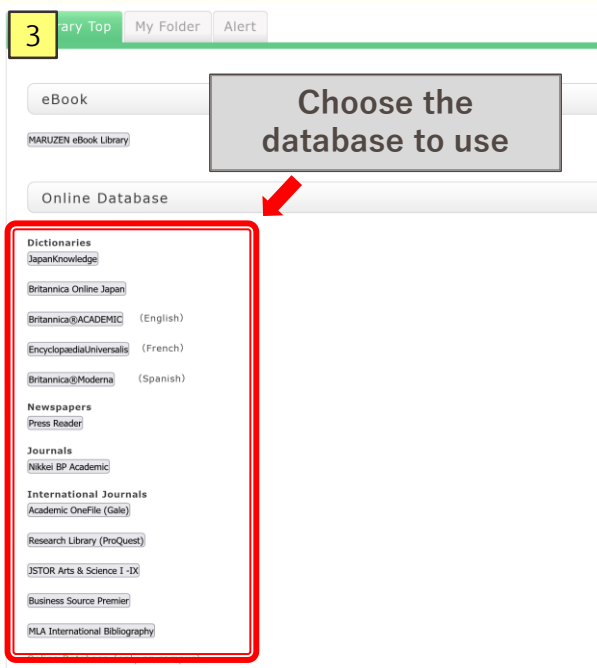 3
rary Top
My Folder
Alert
eBook
Choose the
database to use
MARUZEN eBook Library
Online Database
Dictionaries
JapanKnowledge
Britannica Online Japan
Britannica®ACADEMIC (English)
EncyclopædiaUniversalis (French)
Britannica®Moderna (Spanish)
Newspapers
Press Reader
Journals
Nikkei BP Academic
International Journals
Academic OneFile (Gale)
Research Library (ProQuest)
JSTOR Arts & Science I -IX
Business Source Premier
MLA International Bibliography